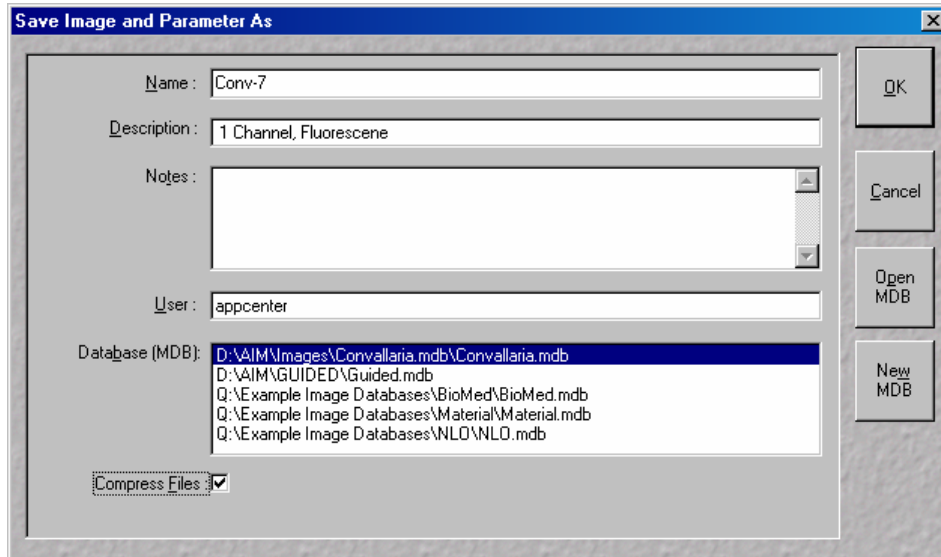 Save Image and Parameter As
Name : Conv-7
OK
Description : 1 Channel, Fluorescene
Notes :
Cancel
Open MDB
User : appcenter
Database (MDB): D:\AIM\Images\Convallaria.mdb\Convallaria.mdb
D:\AIM\GUIDED\Guided.mdb
Q:\Example Image Databases\BioMed\BioMed.mdb
Q:\Example Image Databases\Material\Material.mdb
Q:\Example Image Databases\NLO\NLO.mdb
New MDB
Compress Files :